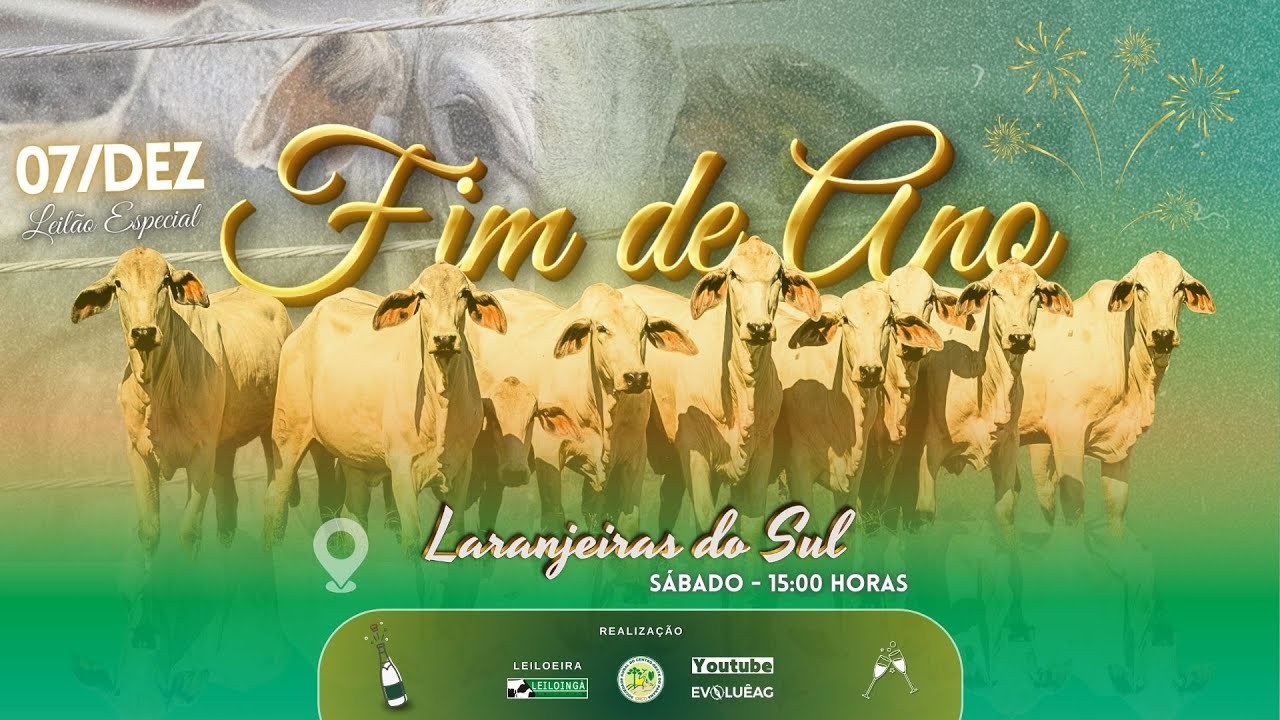 07/DEZ
Leilão Especial
Fim de Ano
Laranjeiras do Sul
SÁBADO - 15:00 HORAS
REALIZAÇÃO
LEILOEIRA
LEILOINGÁ
Youtube
EVOLUÊAG